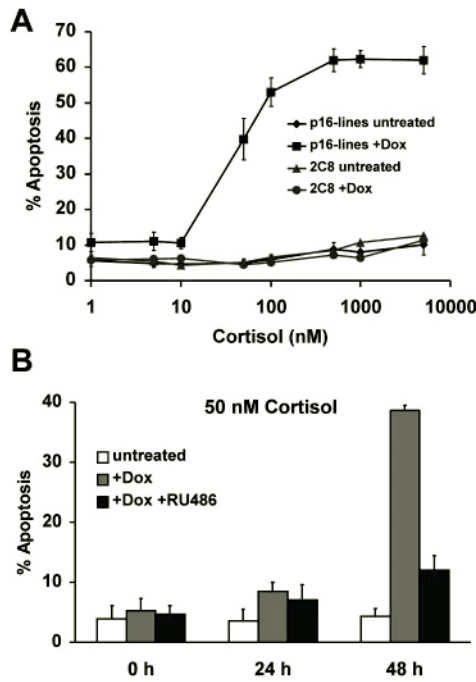 A
70
60
50
40
30
20
10
0
% Apoptosis
p16-lines untreated
p16-lines +Dox
2C8 untreated
2C8 +Dox
1 10 100 1000 10000
Cortisol (nM)
B
50 nM Cortisol
40
30
20
10
0
% Apoptosis
untreated
+Dox
+Dox +RU486
0 h 24 h 48 h